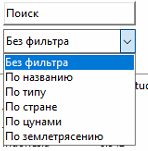 Поиск
Без фильтра
Без фильтра
По названию
По типу
По стране
По цунами
По землетрясению